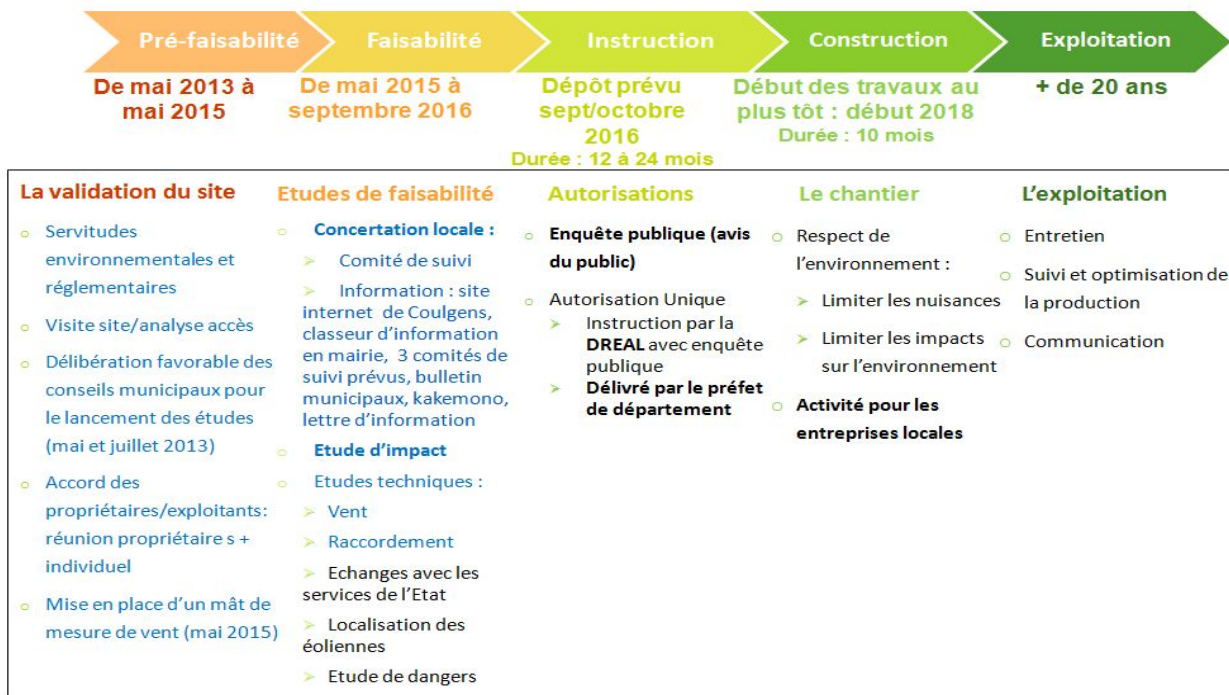 Pré-faisabilité
Faisabilité
Instruction
Construction
Exploitation
De mai 2013 à
mai 2015
De mai 2015 à
septembre 2016
Dépôt prévu
sept/octobre
2016
Durée : 12 à 24 mois
Début des travaux au
plus tôt : début 2018
Durée : 10 mois
+ de 20 ans
La validation du site
o Servitudes
environnementales et
réglementaires
o Visite site/analyse accès
o Délibération favorable des
conseils municipaux pour
le lancement des études
(mai et juillet 2013)
o Accord des
propriétaires/exploitants:
réunion propriétaire s +
individuel
o Mise en place d'un mât de
mesure de vent (mai 2015)
Etudes de faisabilité
o Concertation locale :
➢ Comité de suivi
➢ Information : site
internet de Coulgens,
classeur d'information
en mairie, 3 comités de
suivi prévus, bulletin
municipaux, kakemono,
lettre d'information
o Etude d'impact
o Etudes techniques :
➢ Vent
➢ Raccordement
➢ Echanges avec les
services de l'Etat
➢ Localisation des
éoliennes
➢ Etude de dangers
Autorisations
o Enquête publique (avis
du public)
o Autorisation Unique
➢ Instruction par la
DREAL avec enquête
publique
➢ Délivré par le préfet
de département
Le chantier
o Respect de
l'environnement :
➢ Limiter les nuisances
➢ Limiter les impacts
sur l'environnement
o Activité pour les
entreprises locales
L'exploitation
o Entretien
o Suivi et optimisation de
la production
o Communication